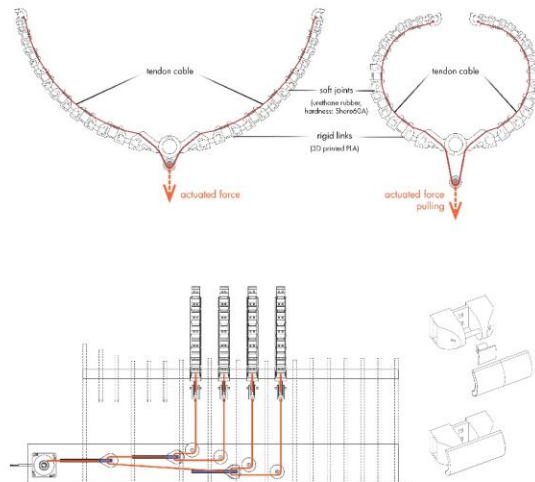 tendon cable
soft joints
(urethane rubber,
hardness: Shore60A)
rigid links
(3D printed PLA)
tendon cable
actuated force
actuated force
pulling